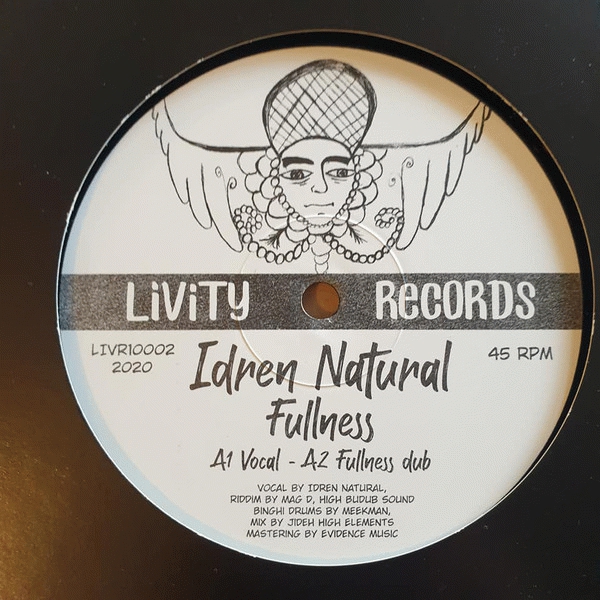 LiViTY RECORDS
LIVR10002
2020
45 RPM
Idren Natural
Fullness
A1 Vocal - A2 Fullness dub
VOCAL BY IDREN NATURAL,
RIDDIM BY MAG D, HIGH BUDUB SOUND
BINGHI DRUMS BY MEEKMAN,
MIX BY JIDEH HIGH ELEMENTS
MASTERING BY EVIDENCE MUSIC